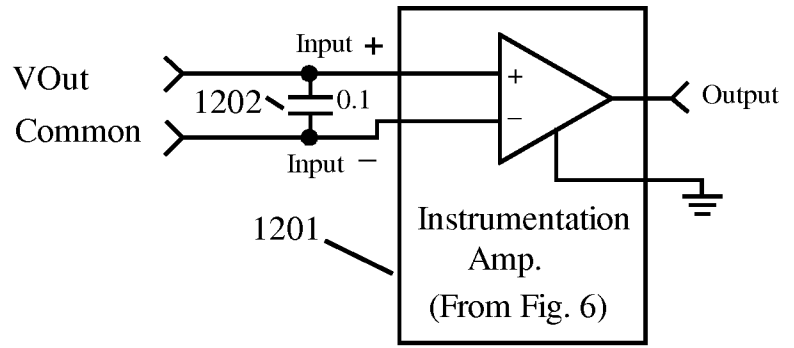 Input +
VOut
1202
0.1
+
Output
Common
−
Input −
1201
Instrumentation
Amp.
(From Fig. 6)